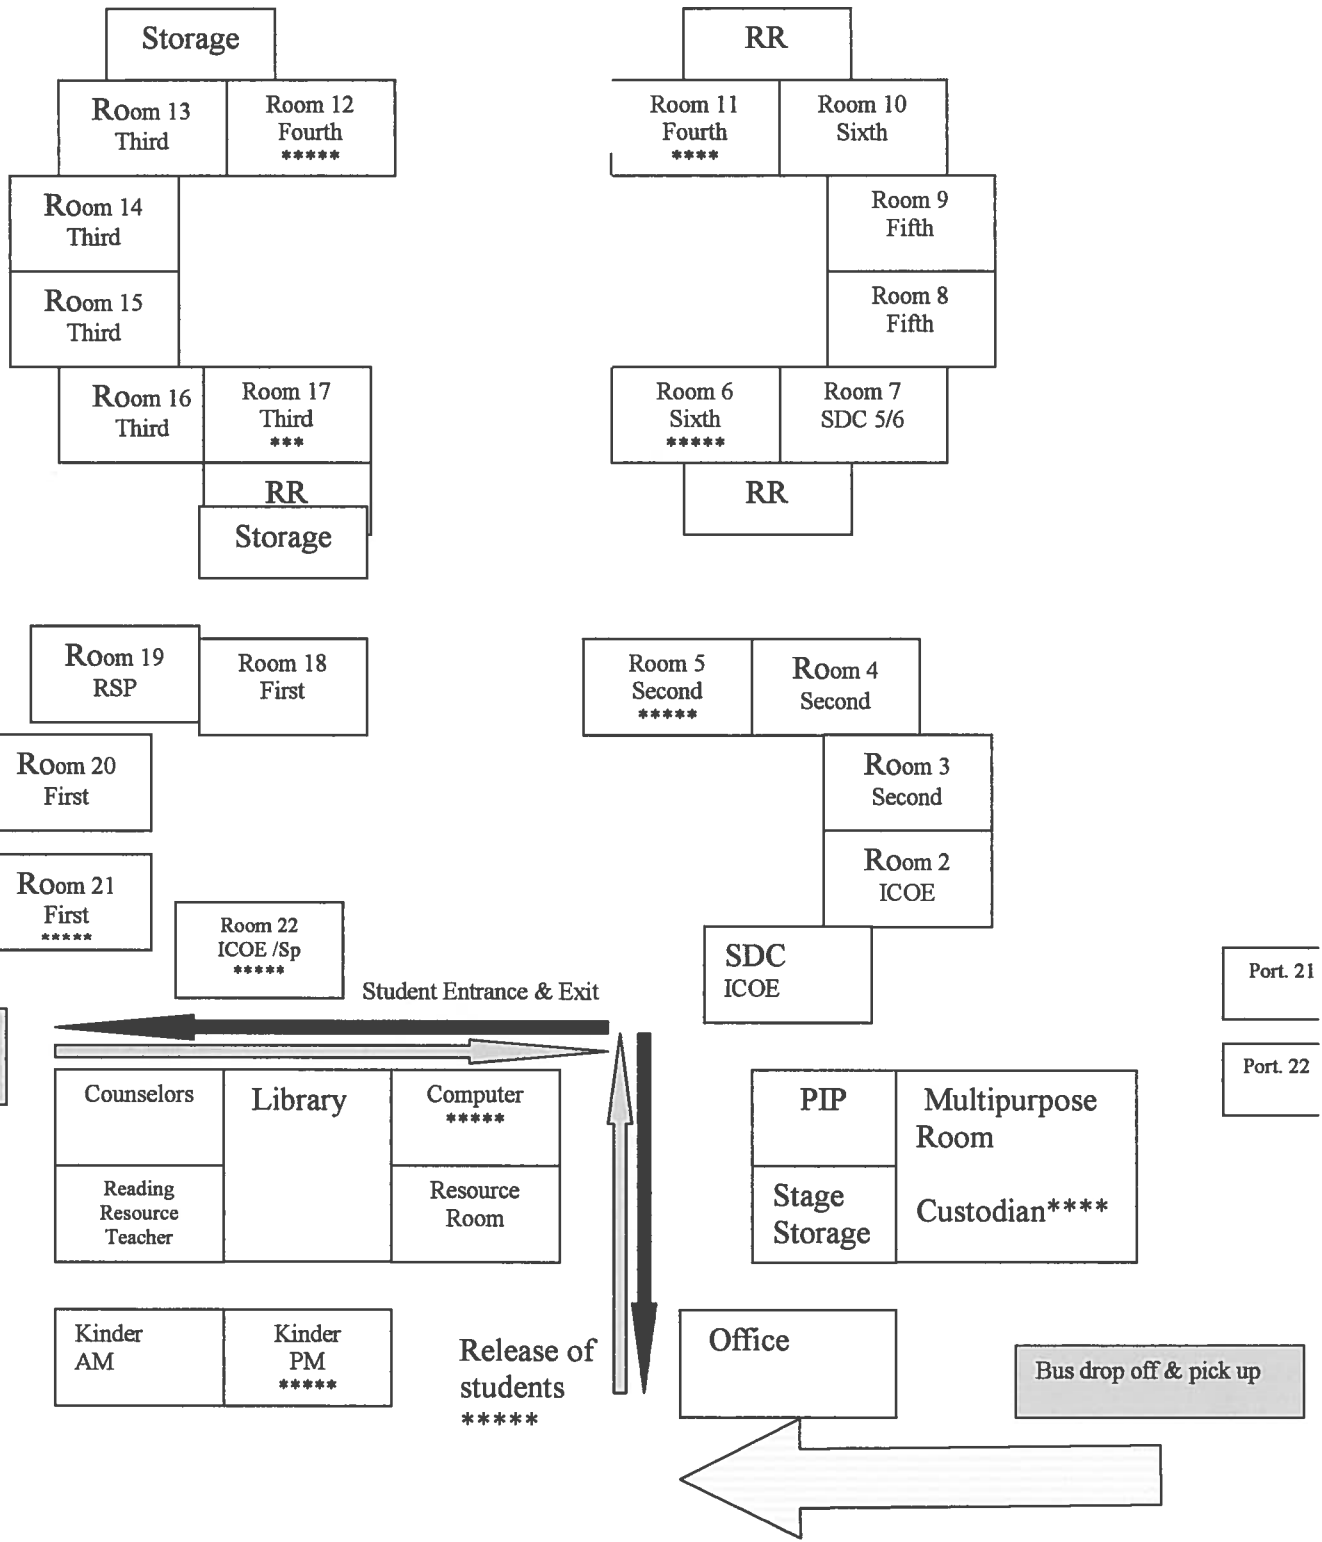 Storage
RR
Room 13
Third
Room 12
Fourth
*****
Room 11
Fourth
****
Room 10
Sixth
Room 14
Third
Room 9
Fifth
Room 15
Third
Room 8
Fifth
Room 16
Third
Room 17
Third
***
Room 6
Sixth
*****
Room 7
SDC 5/6
RR
Storage
RR
Room 19
RSP
Room 18
First
Room 5
Second
*****
Room 4
Second
Room 20
First
Room 3
Second
Room 21
First
*****
Room 2
ICOE
Room 22
ICOE /Sp
*****
SDC
ICOE
Port. 21
Student Entrance & Exit
Port. 22
Counselors
Library
Computer
*****
PIP
Multipurpose
Room
Reading
Resource
Teacher
Resource
Room
Stage
Storage
Custodian****
Kinder
AM
Kinder
PM
*****
Release of
students
*****
Office
Bus drop off & pick up